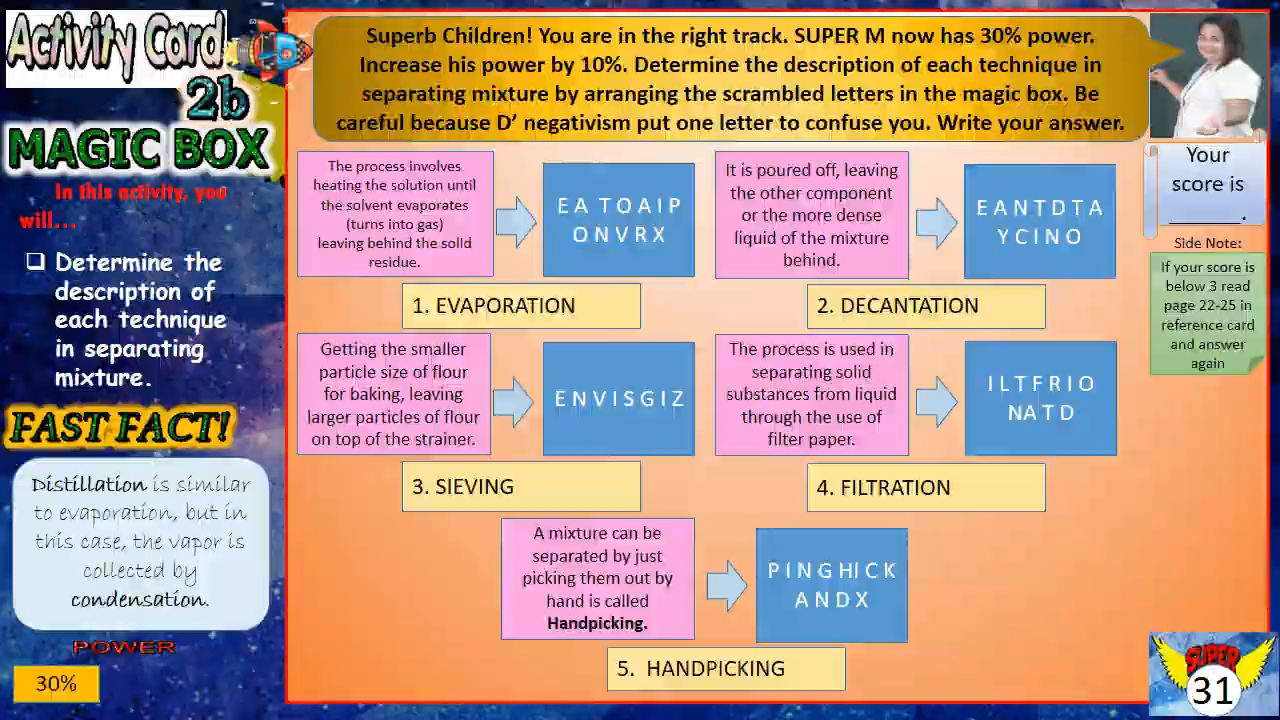 Activity Card
2b
MAGIC BOX
In this activity, you
will...
❑ Determine the
description of
each technique
in separating
mixture.
FAST FACT!
Distillation is similar
to evaporation, but in
this case, the vapor is
collected by
condensation.
POWER
30%
Superb Children! You are in the right track. SUPER M now has 30% power.
Increase his power by 10%. Determine the description of each technique in
separating mixture by arranging the scrambled letters in the magic box. Be
careful because D’ negativism put one letter to confuse you. Write your answer.
The process involves
heating the solution until
the solvent evaporates
(turns into gas)
leaving behind the solid
residue.
E A T O A I P
O N V R X
1. EVAPORATION
It is poured off, leaving
the other component
or the more dense
liquid of the mixture
behind.
E A N T D T A
Y C I N O
2. DECANTATION
Getting the smaller
particle size of flour
for baking, leaving
larger particles of flour
on top of the strainer.
E N V I S G I Z
3. SIEVING
The process is used in
separating solid
substances from liquid
through the use of
filter paper.
I L T F R I O
N A T D
4. FILTRATION
A mixture can be
separated by just
picking them out by
hand is called
Handpicking.
P I N G H I C K
A N D X
5. HANDPICKING
Your
score is
________.
Side Note:
If your score is
below 3 read
page 22-25 in
reference card
and answer
again
SUPER
31